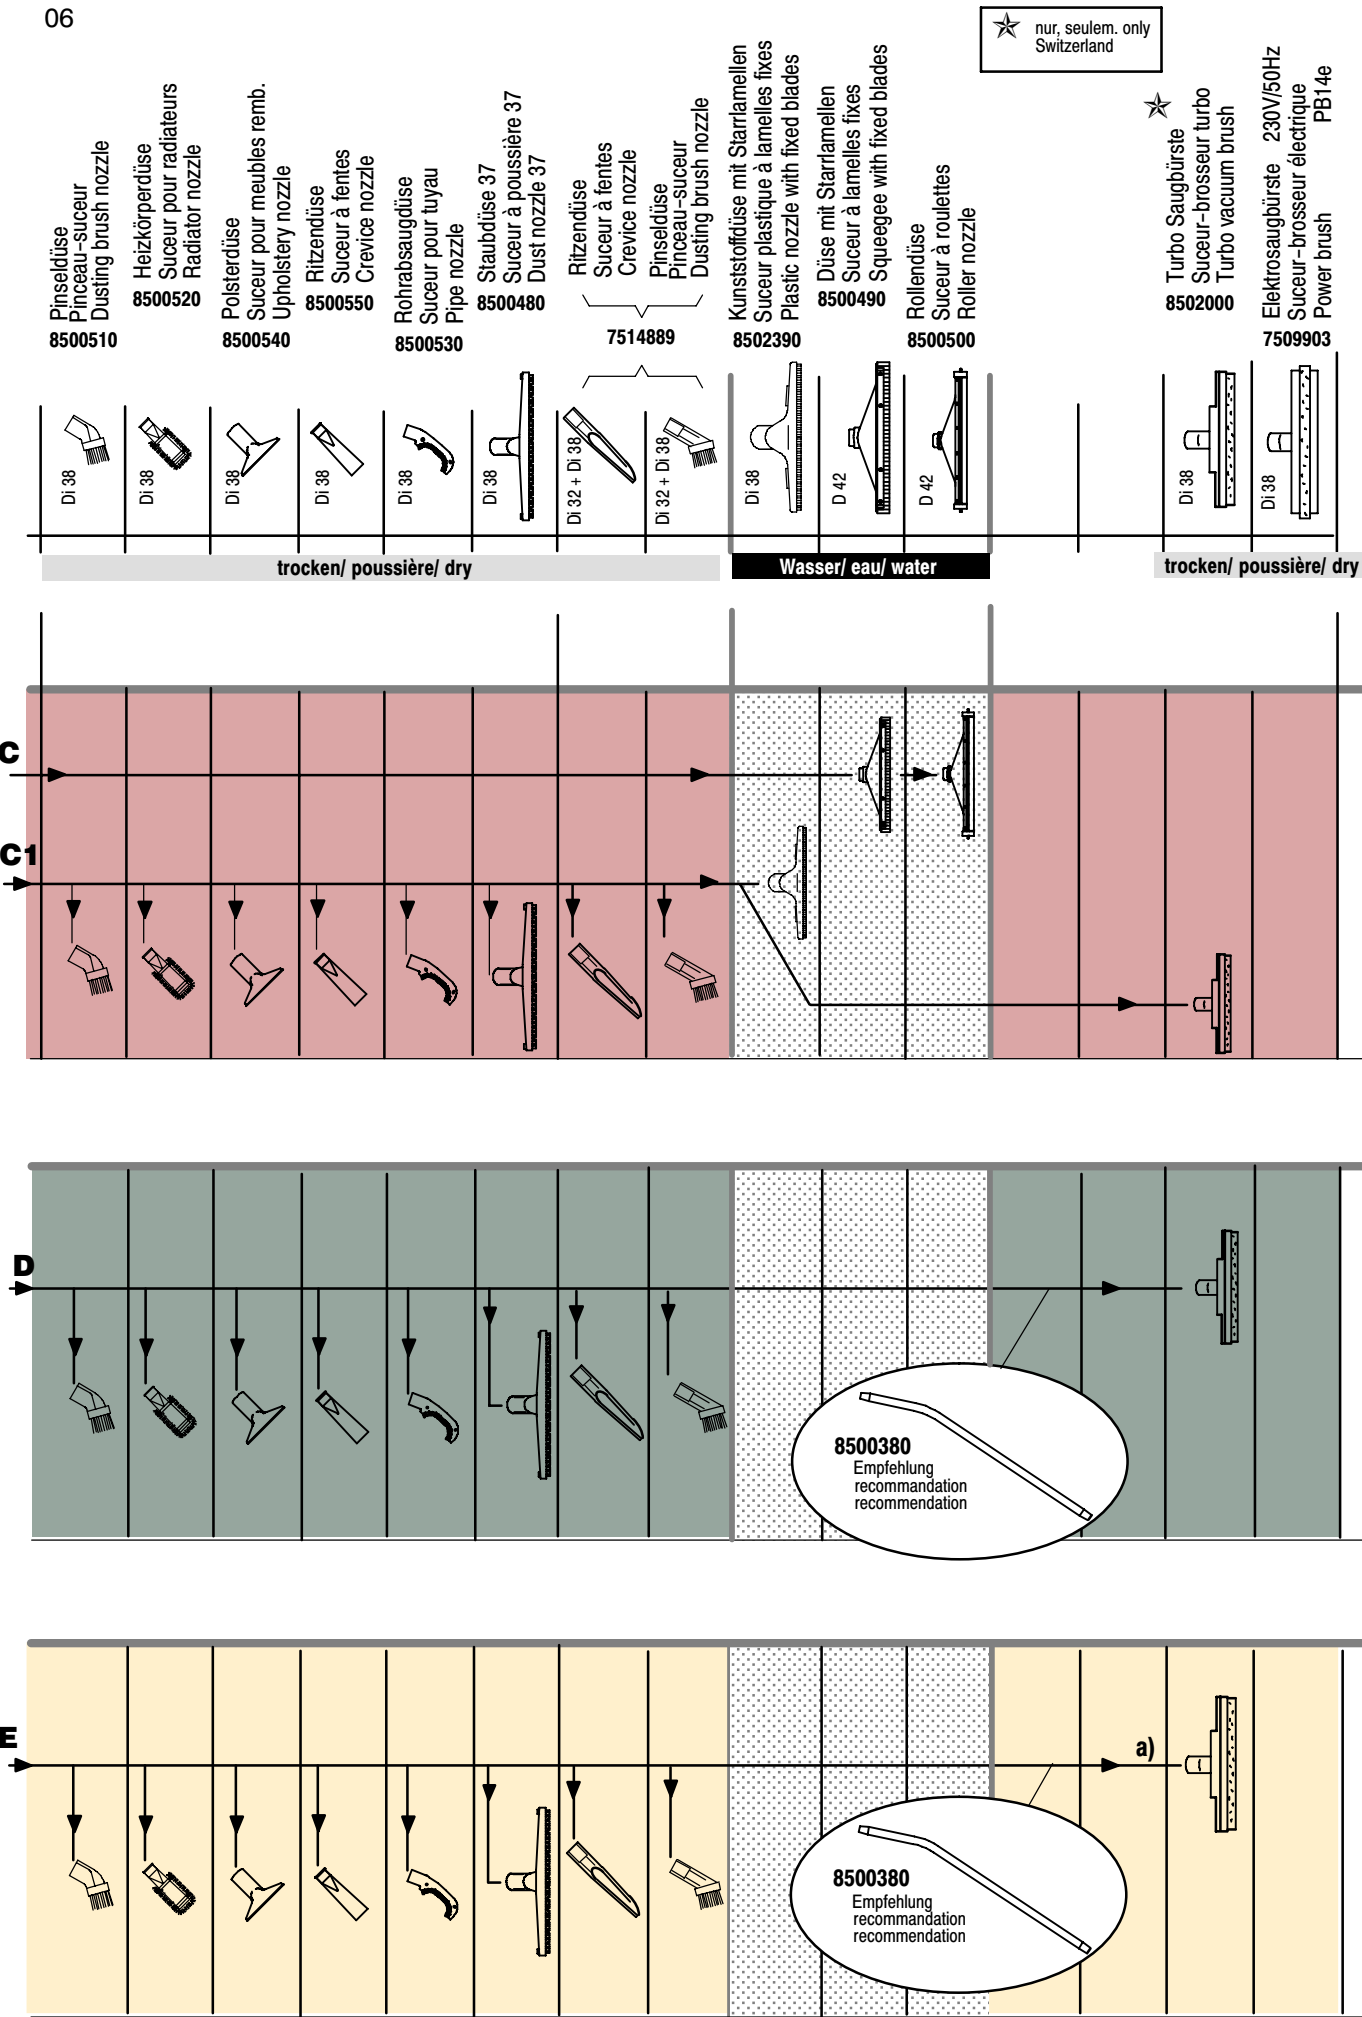 06
nur, seulem. only
Switzerland
Pinseldüse
Pinceau-suceur
Dusting brush nozzle
8500510
Heizkörperdüse
Suceur pour radiateurs
Radiator nozzle
8500520
Polsterdüse
Suceur pour meubles remb.
Upholstery nozzle
8500540
Ritzendüse
Suceur à fentes
Crevice nozzle
8500550
Rohrabsaugdüse
Suceur pour tuyau
Pipe nozzle
8500530
Staubdüse 37
Suceur à poussière 37
Dust nozzle 37
8500480
Ritzendüse
Suceur à fentes
Crevice nozzle
Pinseldüse
Pinceau-suceur
Dusting brush nozzle
7514889
Kunststoffdüse mit Starrlamellen
Suceur plastique à lamelles fixes
Plastic nozzle with fixed blades
8502390
Düse mit Starrlamellen
Suceur à lamelles fixes
Squeegee with fixed blades
8500490
Rollendüse
Suceur à roulettes
Roller nozzle
8500500
Turbo Saugbürste
Suceur-brosseur turbo
Turbo vacuum brush
8502000
Elektrosaugbürste 230V/50Hz
Suceur-brosseur électrique
Power brush PB14e
7509903
Di 38
Di 38
Di 38
Di 38
Di 38
Di 38
Di 32 + Di 38
Di 32 + Di 38
Di 38
D 42
D 42
Di 38
Di 38
trocken/ poussière/ dry
Wasser/ eau/ water
trocken/ poussière/ dry
C
C1
D
8500380
Empfehlung
recommandation
recommendation
E
a)
8500380
Empfehlung
recommandation
recommendation